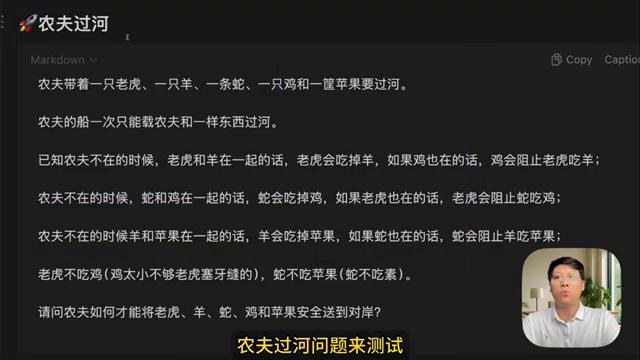 🚀农夫过河
Markdown
Copy
Caption
农夫带着一只老虎、一只羊、一条蛇、一只鸡和一筐苹果要过河。
农夫的船一次只能载农夫和一样东西过河。
已知农夫不在的时候，老虎和羊在一起的话，老虎会吃掉羊，如果鸡也在的话，鸡会阻止老虎吃羊；
农夫不在的时候，蛇和鸡在一起的话，蛇会吃掉鸡，如果老虎也在的话，老虎会阻止蛇吃鸡；
农夫不在的时候羊和苹果在一起的话，羊会吃掉苹果，如果蛇也在的话，蛇会阻止羊吃苹果；
老虎不吃鸡(鸡太小不够老虎塞牙缝的)，蛇不吃苹果(蛇不吃素)。
请问农夫如何才能将老虎、羊、蛇、鸡和苹果安全送到对岸？
农夫过河问题来测试